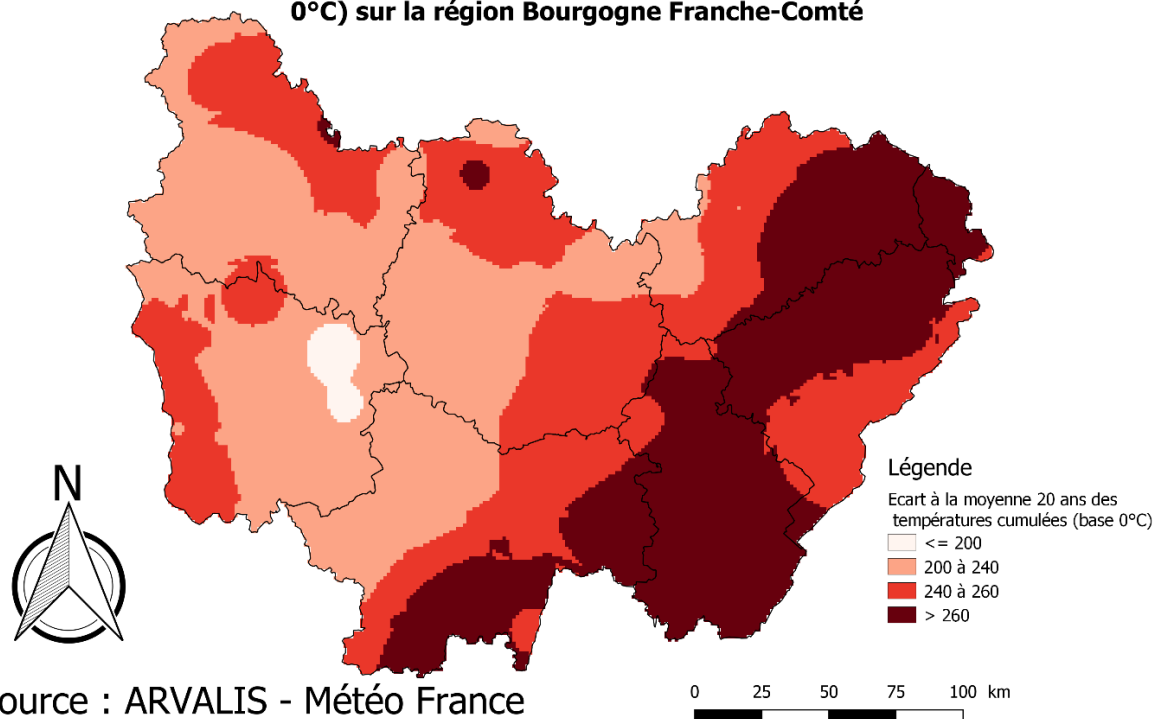 0°C) sur la région Bourgogne Franche-Comté
N
Légende
Ecart à la moyenne 20 ans des
températures cumulées (base 0°C)
<= 200
200 à 240
240 à 260
> 260
ource : ARVALIS - Météo France
0 25 50 75 100 km